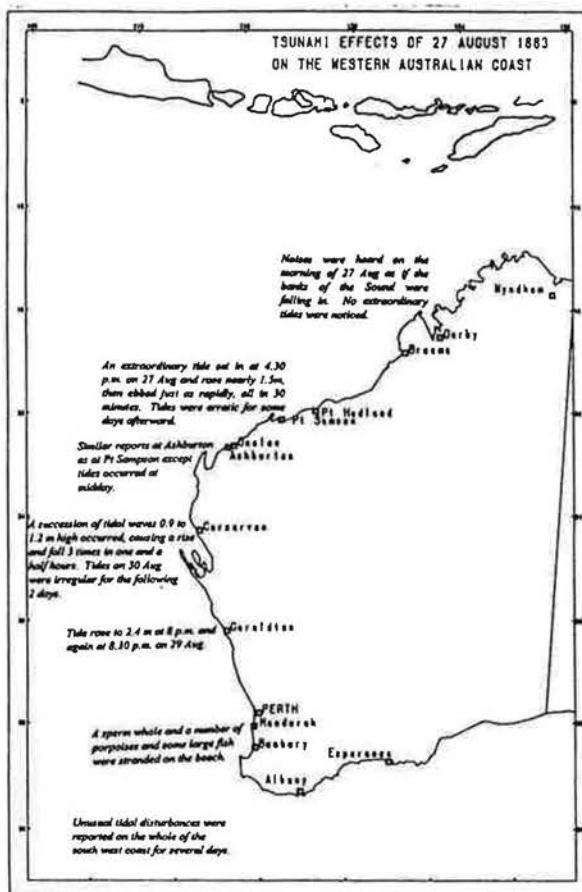 TSUNAMI EFFECTS OF 27 AUGUST 1883
ON THE WESTERN AUSTRALIAN COAST
Noises were heard on the
morning of 27 Aug as if the
banks of the Sound were
falling in. No extraordinary
tides were noticed.
Wyndham
Derby
Broome
An extraordinary tide set in at 4.30
p.m. on 27 Aug and rose nearly 1.5m,
then ebbed just as rapidly, all in 30
minutes. Tides were erratic for some
days afterward.
Pt Hedland
Pt Samson
Similar reports at Ashburton
as at Pt Sampson except
tides occurred at
midday.
Onslow
Ashburton
A succession of tidal waves 0.9 to
1.2 m high occurred, causing a rise
and fall 3 times in one and a
half hours. Tides on 30 Aug
were irregular for the following
2 days.
Carnarvon
Tide rose to 2.4 m at 8 p.m. and
again at 8.30 p.m. on 29 Aug.
Geraldton
PERTH
Mandurah
A sperm whale and a number of
porpoises and some large fish
were stranded on the beach.
Bunbury
Esperance
Albany
Unusual tidal disturbances were
reported on the whole of the
south west coast for several days.